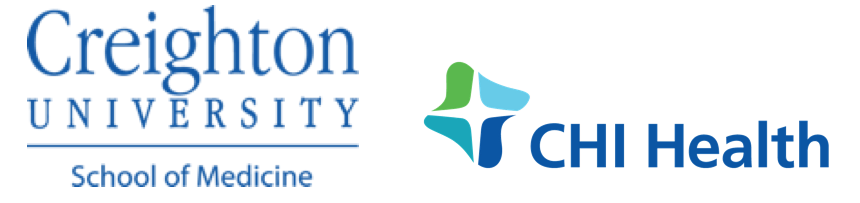 Creighton
UNIVERSITY
School of Medicine
CHI Health